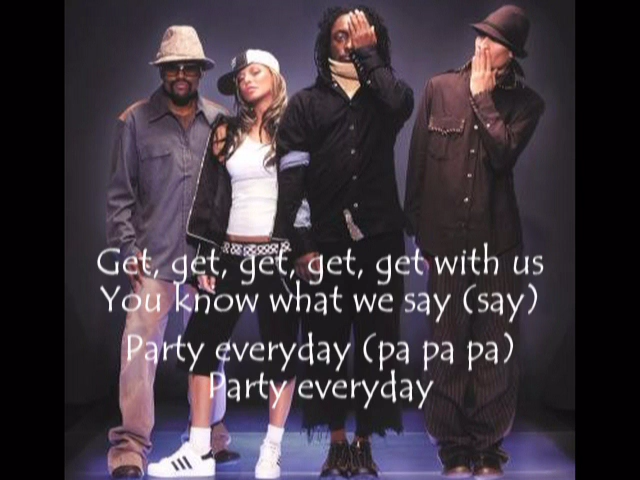 Get, get, get, get, get with us
You know what we say (say)
Party everyday (pa pa pa)
Party everyday